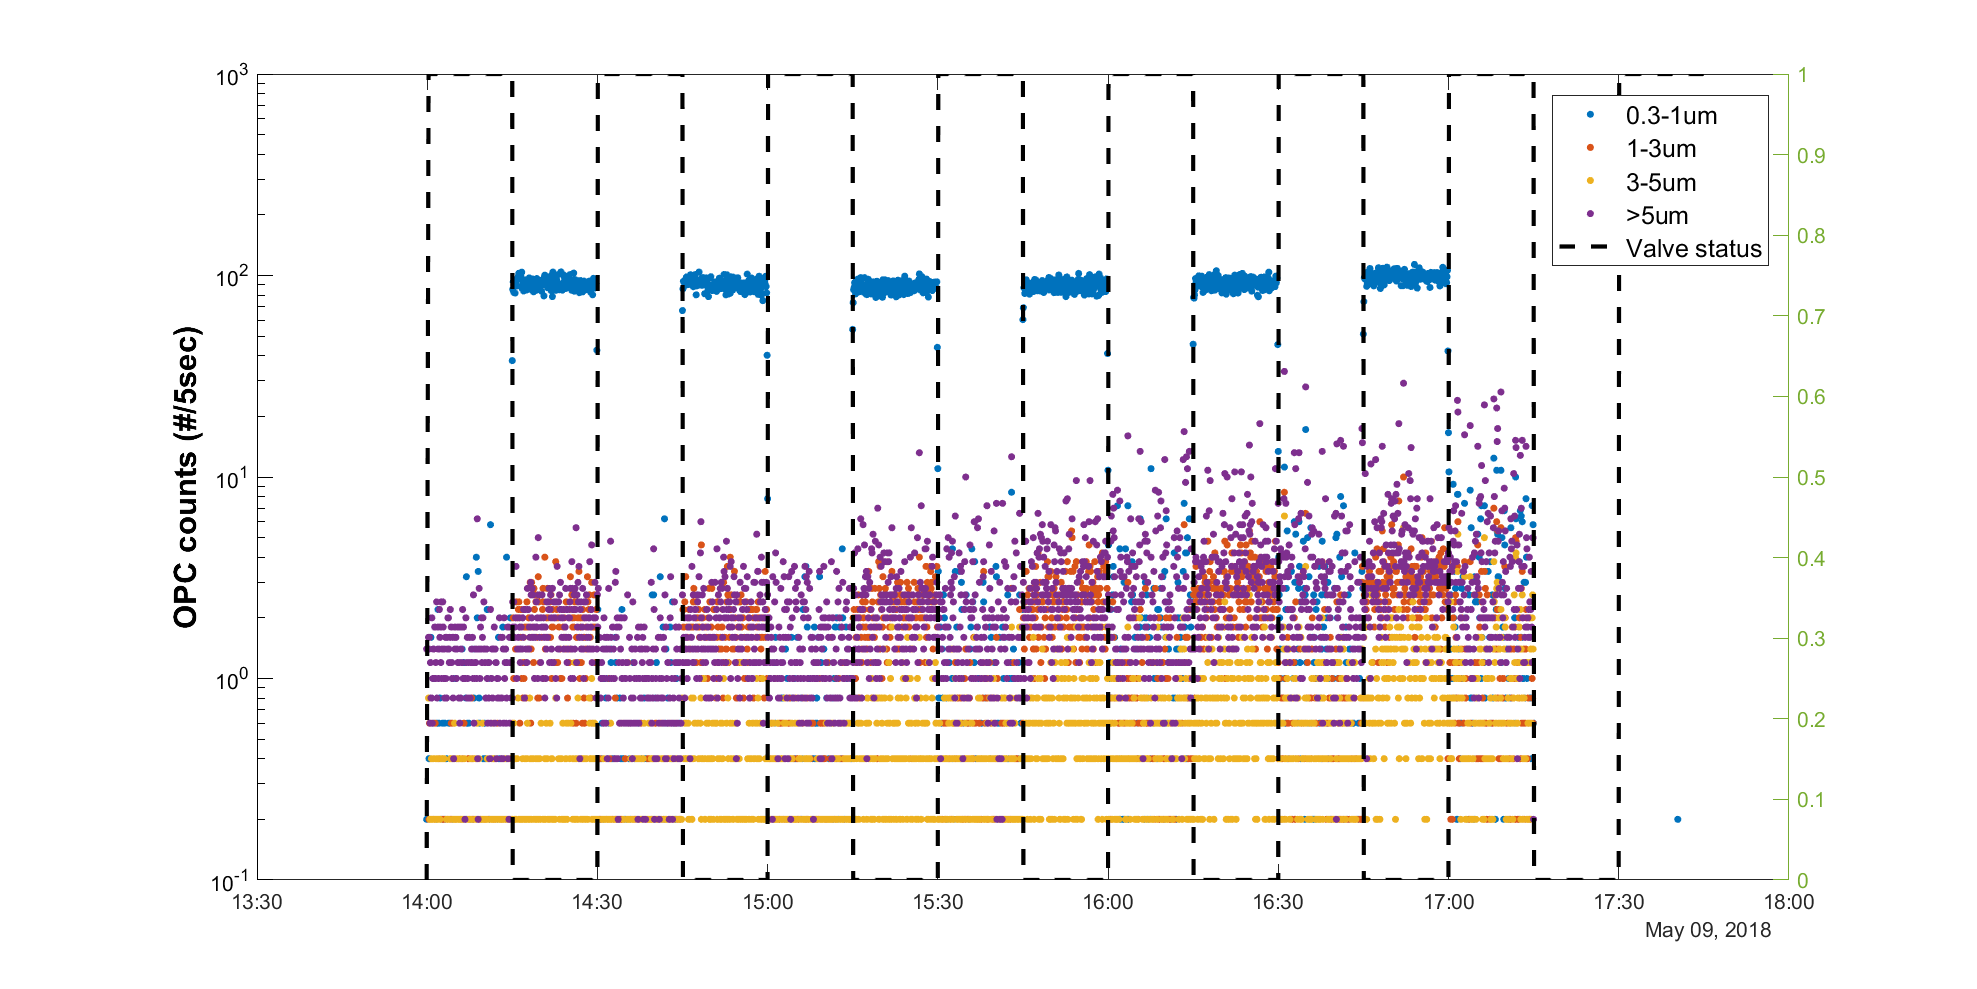 OPC counts (#/5sec)
10^3
10^2
10^1
10^0
10^-1
13:30 14:00 14:30 15:00 15:30 16:00 16:30 17:00 17:30 18:00
May 09, 2018
1
0.9
0.8
0.7
0.6
0.5
0.4
0.3
0.2
0.1
0
0.3-1um
1-3um
3-5um
>5um
Valve status